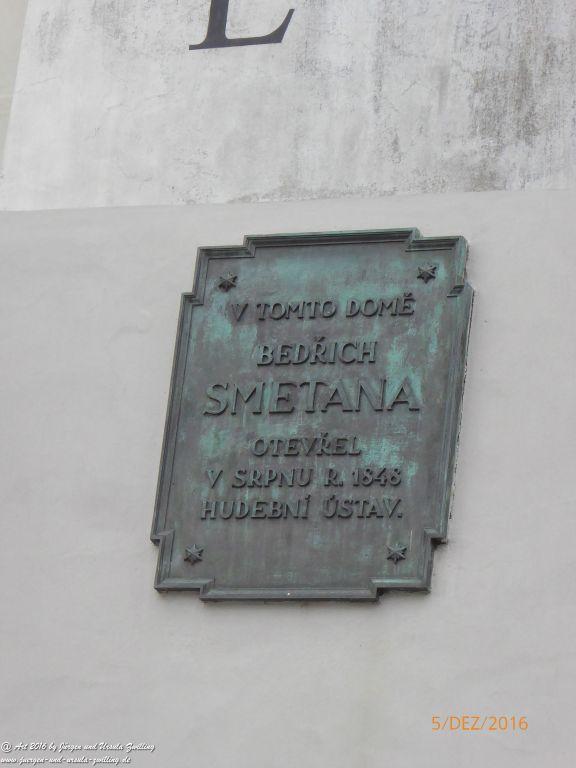 L
V TOMTO DOMĚ
BEDŘICH
SMETANA
OTEVŘEL
V SRPNU R. 1848
HUDEBNÍ ÚSTAV.
5/DEZ/2016
@ Art 2016 by Jürgen und Ursula Zwilling
www.juergen-und-ursula-zwilling.de